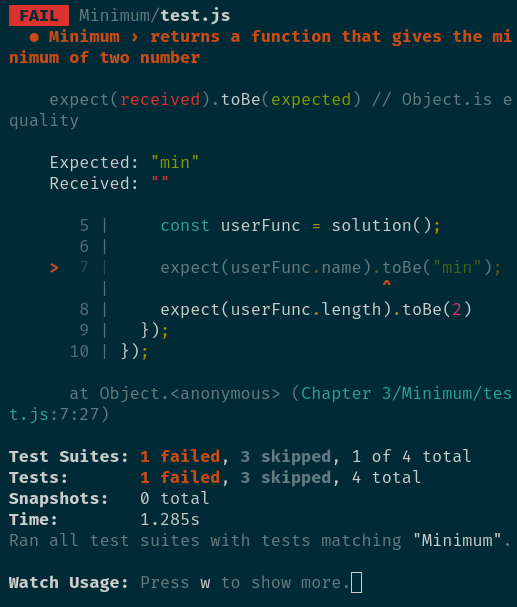 FAIL Minimum/test.js
● Minimum › returns a function that gives the mi
nimum of two number
expect(received).toBe(expected) // Object.is e
quality
Expected: "min"
Received: ""
5 | const userFunc = solution();
6 |
> 7 | expect(userFunc.name).toBe("min");
| ^
8 | expect(userFunc.length).toBe(2)
9 | });
10 | });
at Object.<anonymous> (Chapter 3/Minimum/tes
t.js:7:27)
Test Suites: 1 failed, 3 skipped, 1 of 4 total
Tests: 1 failed, 3 skipped, 4 total
Snapshots: 0 total
Time: 1.285s
Ran all test suites with tests matching "Minimum".
Watch Usage: Press w to show more.